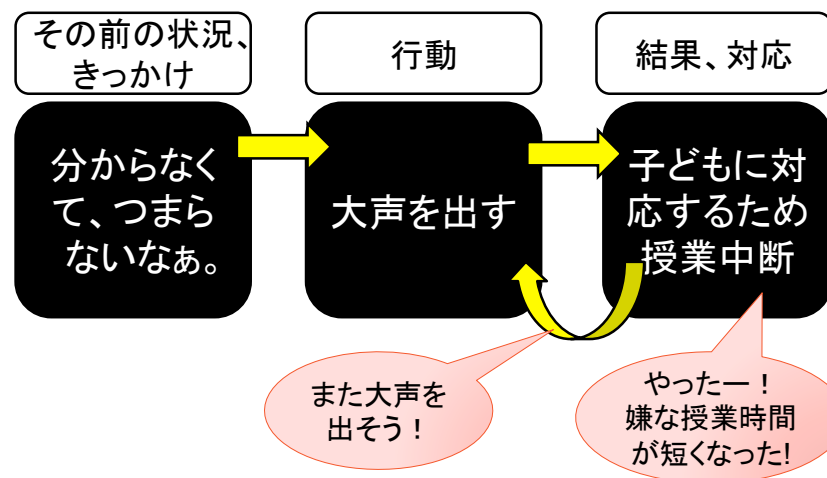 その前の状況、
きっかけ
行動
結果、対応
分からなく
て、つまら
ないなぁ。
大声を出す
子どもに対
応するため
授業中断
また大声を
出そう！
やったー！
嫌な授業時間
が短くなった!